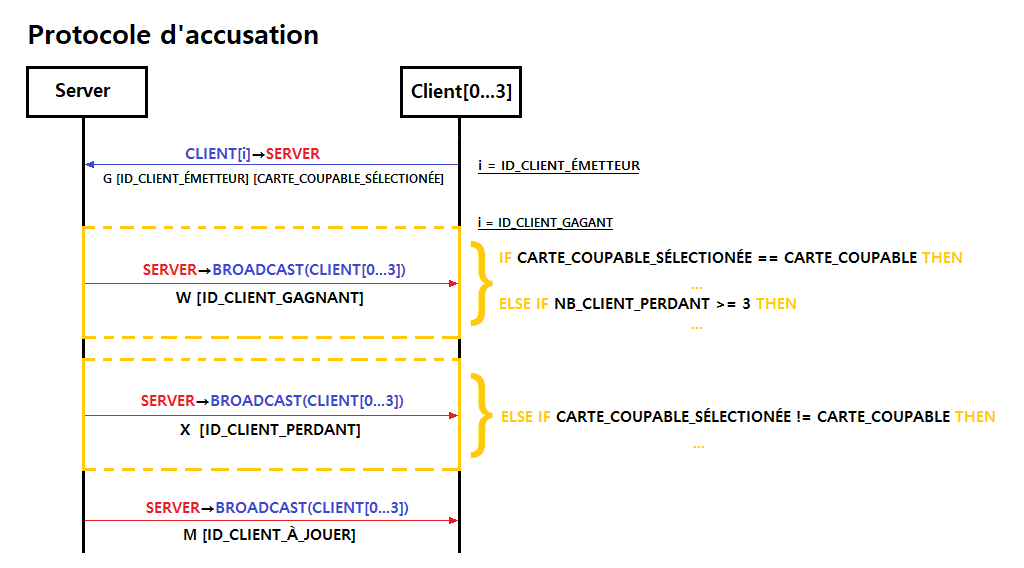 Protocole d'accusation
Server
Client[0...3]
CLIENT[i]→SERVER
G [ID_CLIENT_ÉMETTEUR] [CARTE_COUPABLE_SÉLECTIONÉE]
i = ID_CLIENT_ÉMETTEUR
i = ID_CLIENT_GAGANT
SERVER→BROADCAST(CLIENT[0...3])
W [ID_CLIENT_GAGNANT]
IF CARTE_COUPABLE_SÉLECTIONÉE == CARTE_COUPABLE THEN
...
ELSE IF NB_CLIENT_PERDANT >= 3 THEN
...
SERVER→BROADCAST(CLIENT[0...3])
X [ID_CLIENT_PERDANT]
ELSE IF CARTE_COUPABLE_SÉLECTIONÉE != CARTE_COUPABLE THEN
...
SERVER→BROADCAST(CLIENT[0...3])
M [ID_CLIENT_À_JOUER]